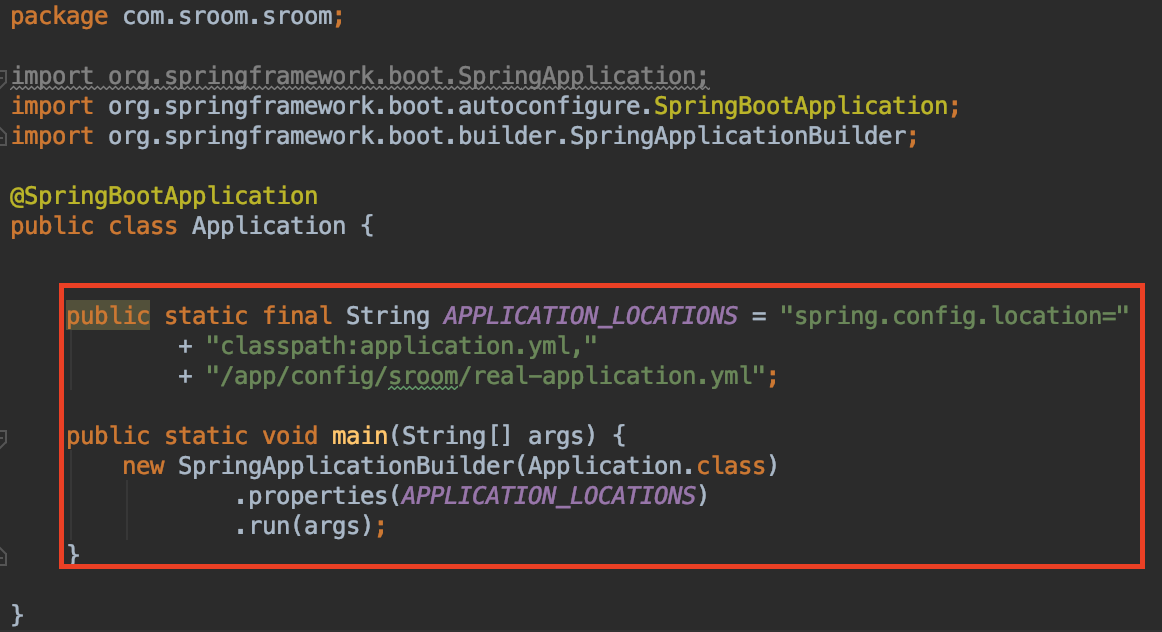 package com.sroom.sroom;
import org.springframework.boot.SpringApplication;
import org.springframework.boot.autoconfigure.SpringBootApplication;
import org.springframework.boot.builder.SpringApplicationBuilder;
@SpringBootApplication
public class Application {
public static final String APPLICATION_LOCATIONS = "spring.config.location="
+ "classpath:application.yml,"
+ "/app/config/sroom/real-application.yml";
public static void main(String[] args) {
new SpringApplicationBuilder(Application.class)
.properties(APPLICATION_LOCATIONS)
.run(args);
}
}